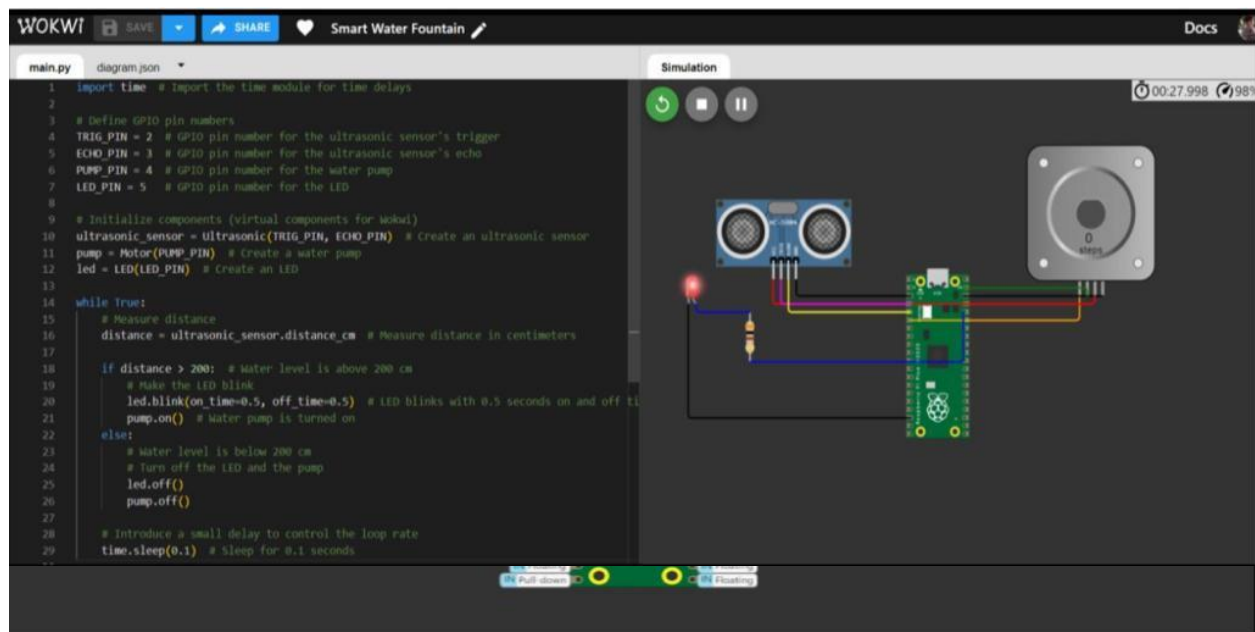 WOKWI SAVE SHARE Smart Water Fountain Docs
main.py diagram.json
1 import time # Import the time module for time delays
2
3 # Define GPIO pin numbers
4 TRIG_PIN = 2 # GPIO pin number for the ultrasonic sensor's trigger
5 ECHO_PIN = 3 # GPIO pin number for the ultrasonic sensor's echo
6 PUMP_PIN = 4 # GPIO pin number for the water pump
7 LED_PIN = 5 # GPIO pin number for the LED
8
9 # Initialize components (virtual components for Wokwi)
10 ultrasonic_sensor = Ultrasonic(TRIG_PIN, ECHO_PIN) # Create an ultrasonic sensor
11 pump = Motor(PUMP_PIN) # Create a water pump
12 led = LED(LED_PIN) # Create an LED
13
14 while True:
15 # Measure distance
16 distance = ultrasonic_sensor.distance_cm # Measure distance in centimeters
17
18 if distance > 200: # Water level is above 200 cm
19 # Make the LED blink
20 led.blink(on_time=0.5, off_time=0.5) # LED blinks with 0.5 seconds on and off ti
21 pump.on() # Water pump is turned on
22 else:
23 # Water level is below 200 cm
24 # Turn off the LED and the pump
25 led.off()
26 pump.off()
27
28 # Introduce a small delay to control the loop rate
29 time.sleep(0.1) # Sleep for 0.1 seconds
Simulation
00:27.998 98%
0
steps
IN Floating
IN Pull down
IN Floating
IN Floating